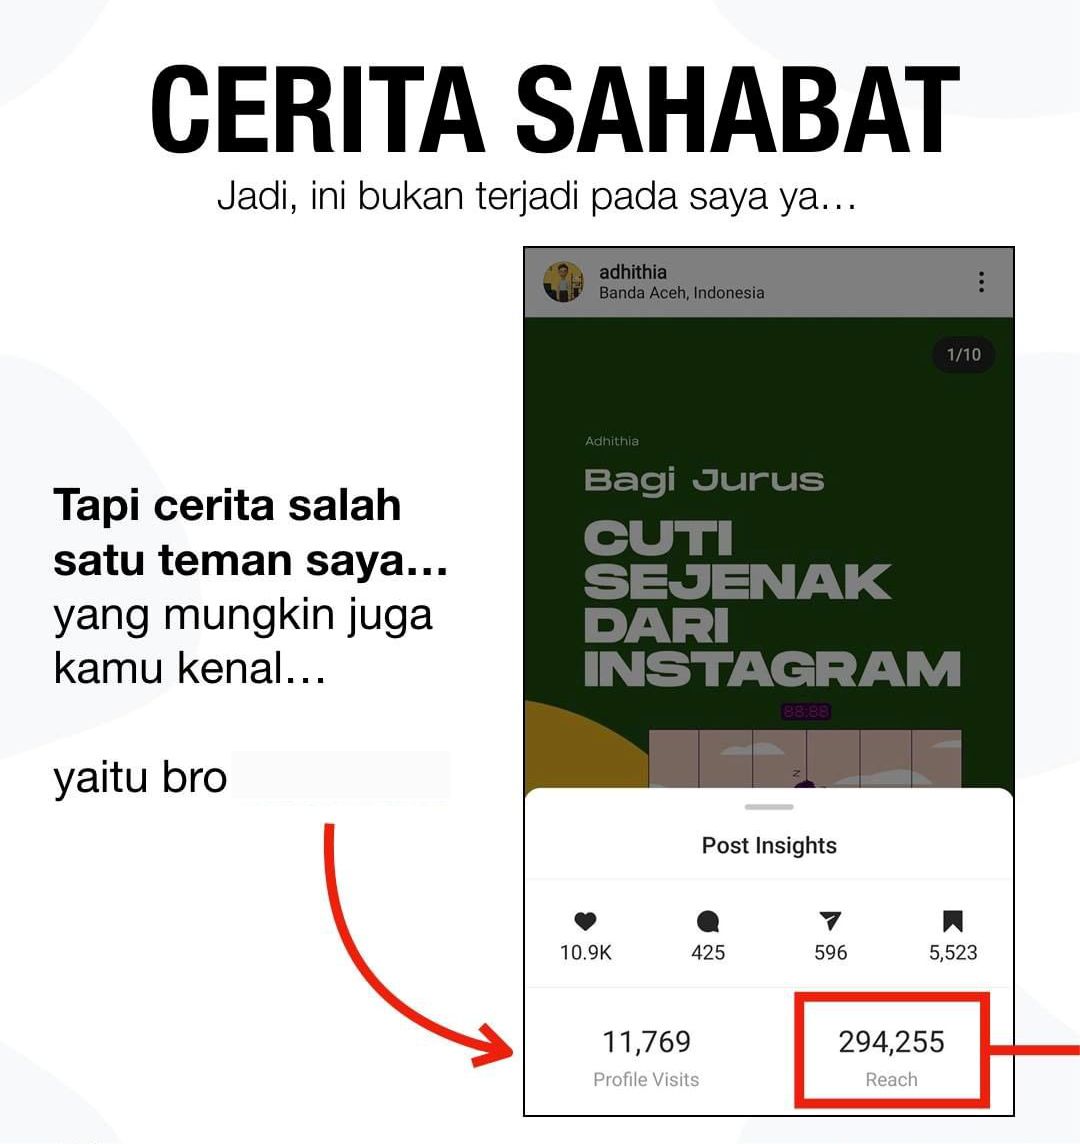 CERITA SAHABAT
Jadi, ini bukan terjadi pada saya ya...
adhithia
Banda Aceh, Indonesia
1/10
Adhithia
Bagi Jurus
CUTI
SEJENAK
DARI
INSTAGRAM
88:88
Z
Tapi cerita salah
satu teman saya...
yang mungkin juga
kamu kenal...
yaitu bro
Post Insights
10.9K
425
596
5,523
11,769
294,255
Profile Visits
Reach